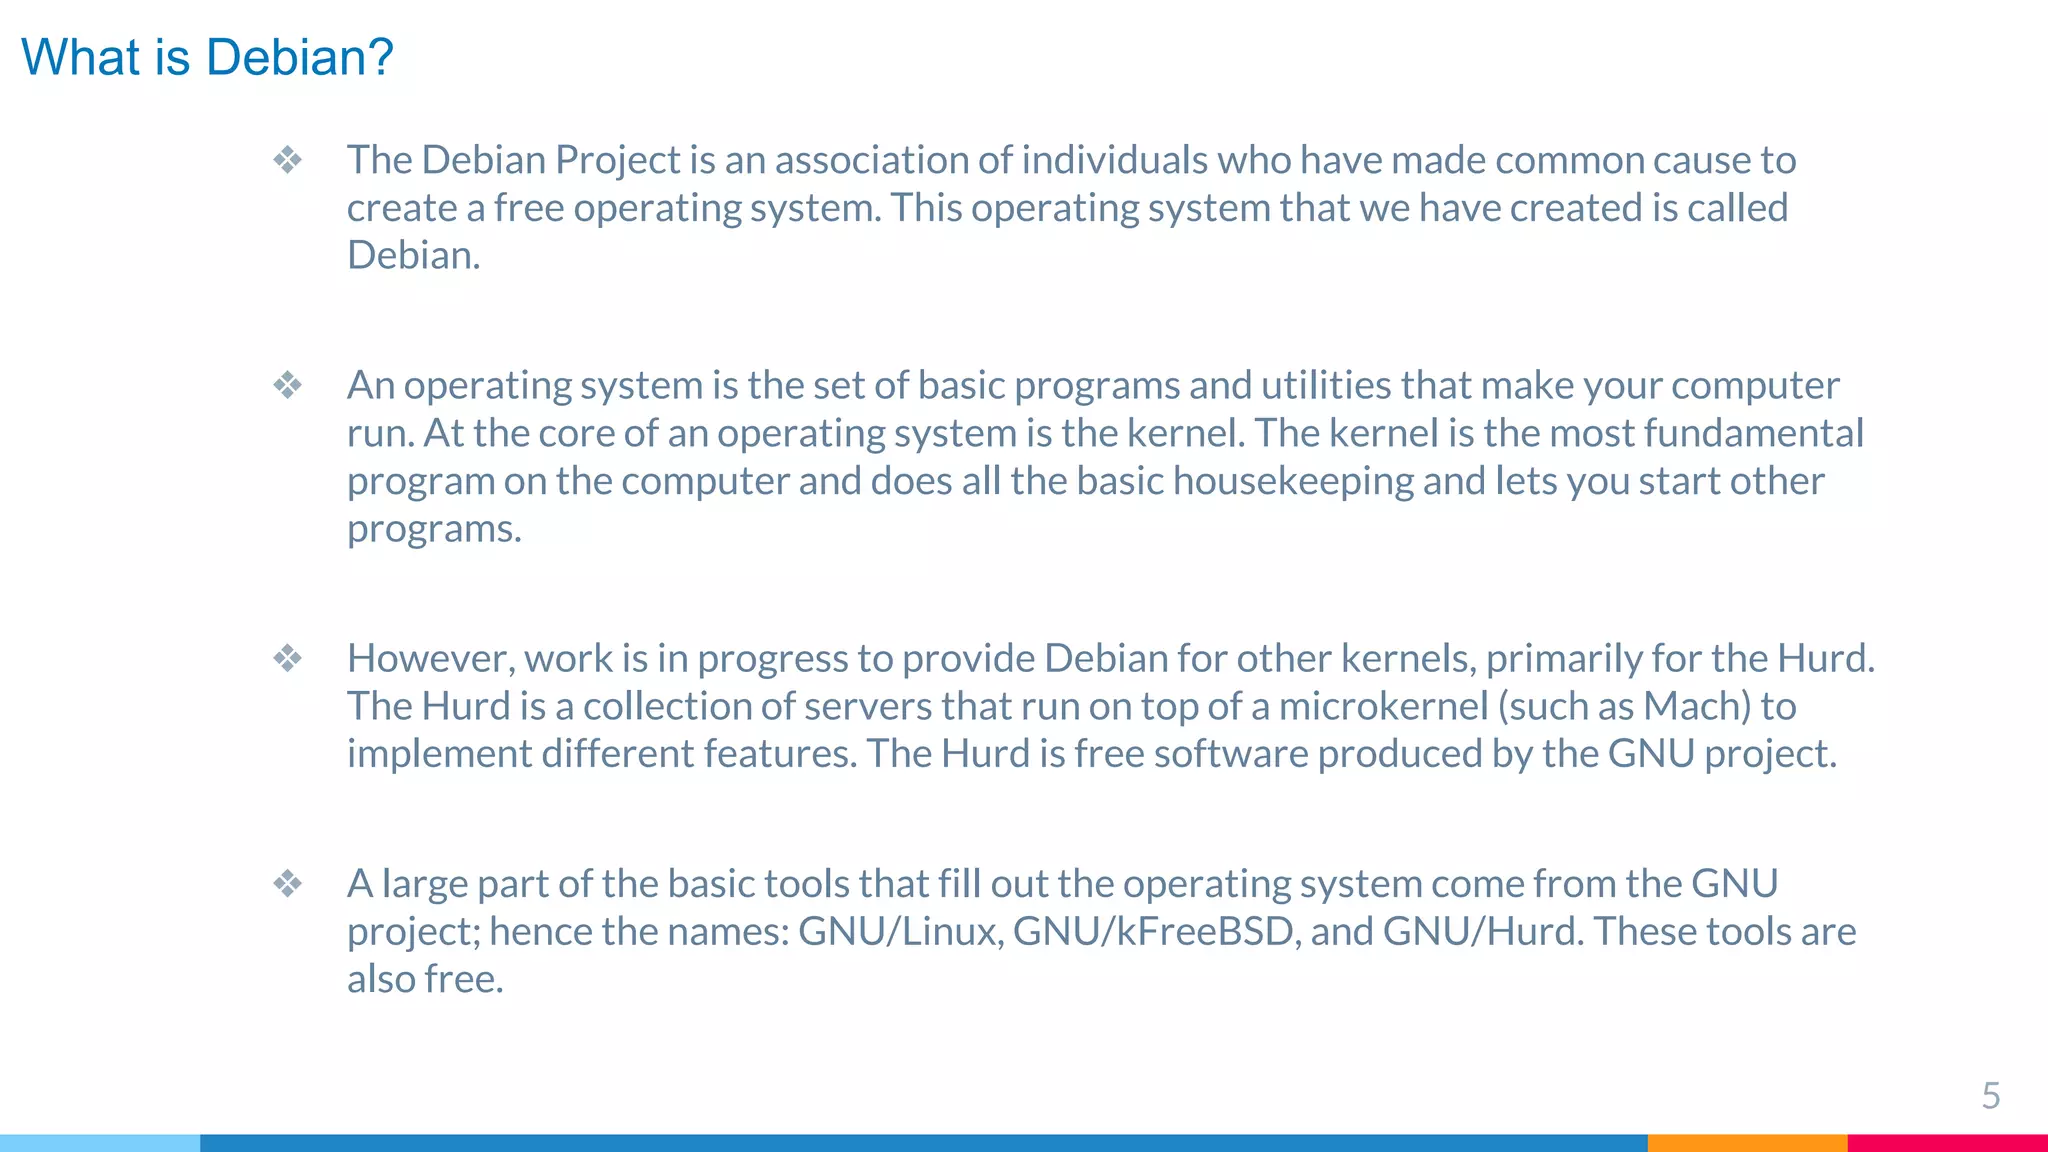 What is Debian?
❖ The Debian Project is an association of individuals who have made common cause to
create a free operating system. This operating system that we have created is called
Debian.
❖ An operating system is the set of basic programs and utilities that make your computer
run. At the core of an operating system is the kernel. The kernel is the most fundamental
program on the computer and does all the basic housekeeping and lets you start other
programs.
❖ However, work is in progress to provide Debian for other kernels, primarily for the Hurd.
The Hurd is a collection of servers that run on top of a microkernel (such as Mach) to
implement different features. The Hurd is free software produced by the GNU project.
❖ A large part of the basic tools that fill out the operating system come from the GNU
project; hence the names: GNU/Linux, GNU/kFreeBSD, and GNU/Hurd. These tools are
also free.
5